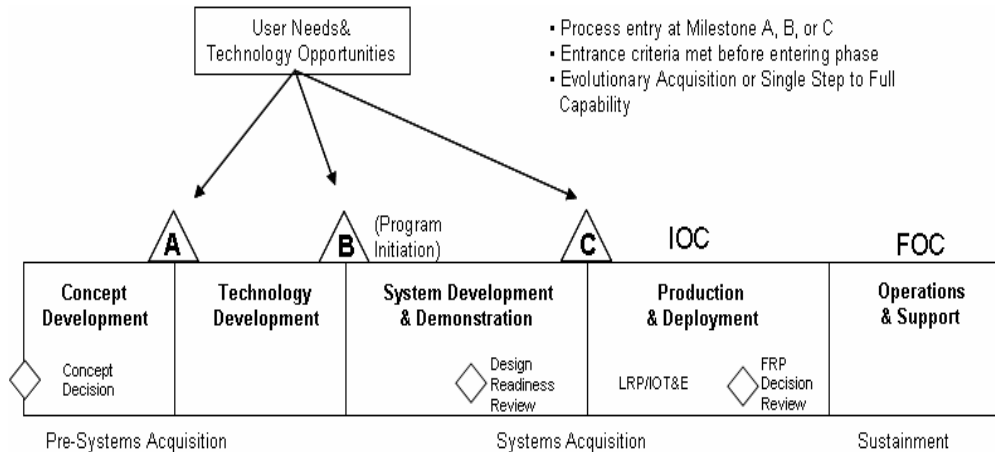 User Needs&
Technology Opportunities
▪ Process entry at Milestone A, B, or C
▪ Entrance criteria met before entering phase
▪ Evolutionary Acquisition or Single Step to Full
Capability
A
B
(Program
Initiation)
C
IOC
FOC
Concept
Development
Technology
Development
System Development
& Demonstration
Production
& Deployment
Operations
& Support
Concept
Decision
Design
Readiness
Review
LRP/IOT&E
FRP
Decision
Review
Pre-Systems Acquisition
Systems Acquisition
Sustainment